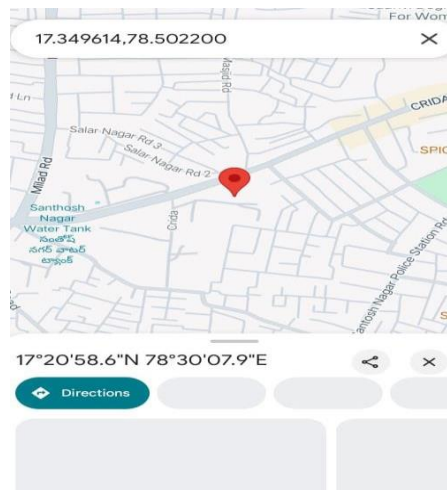 For Wom
17.349614,78.502200
Masjid Rd
CRIDA
Ln
Salar Nagar Rd 3
Salar Nagar Rd 2
SPIC
Milad Rd
Santhosh
Nagar
Water Tank
సంతోష్
నగర్ వాటర్
ట్యాంక్
Crida
Santosh Nagar Police Station Rd
S
17°20'58.6"N 78°30'07.9"E
Directions